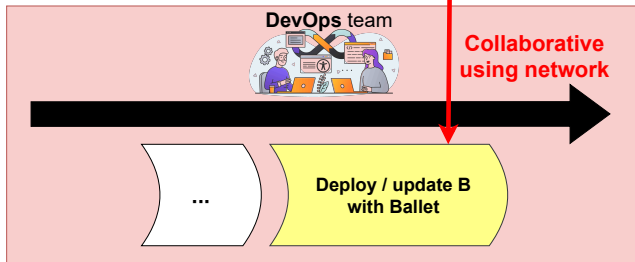 DevOps team
Collaborative
using network
...
Deploy / update B
with Ballet